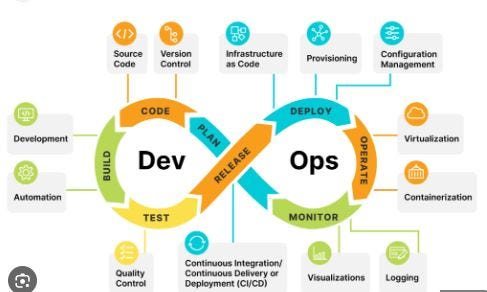 Source
Code
Version
Control
Infrastructure
as Code
Provisioning
Configuration
Management
CODE
PLAN
DEPLOY
Development
Virtualization
BUILD
Dev
RELEASE
Ops
OPERATE
Automation
Containerization
TEST
MONITOR
Quality
Control
Continuous Integration/
Continuous Delivery or
Deployment (CI/CD)
Visualizations
Logging